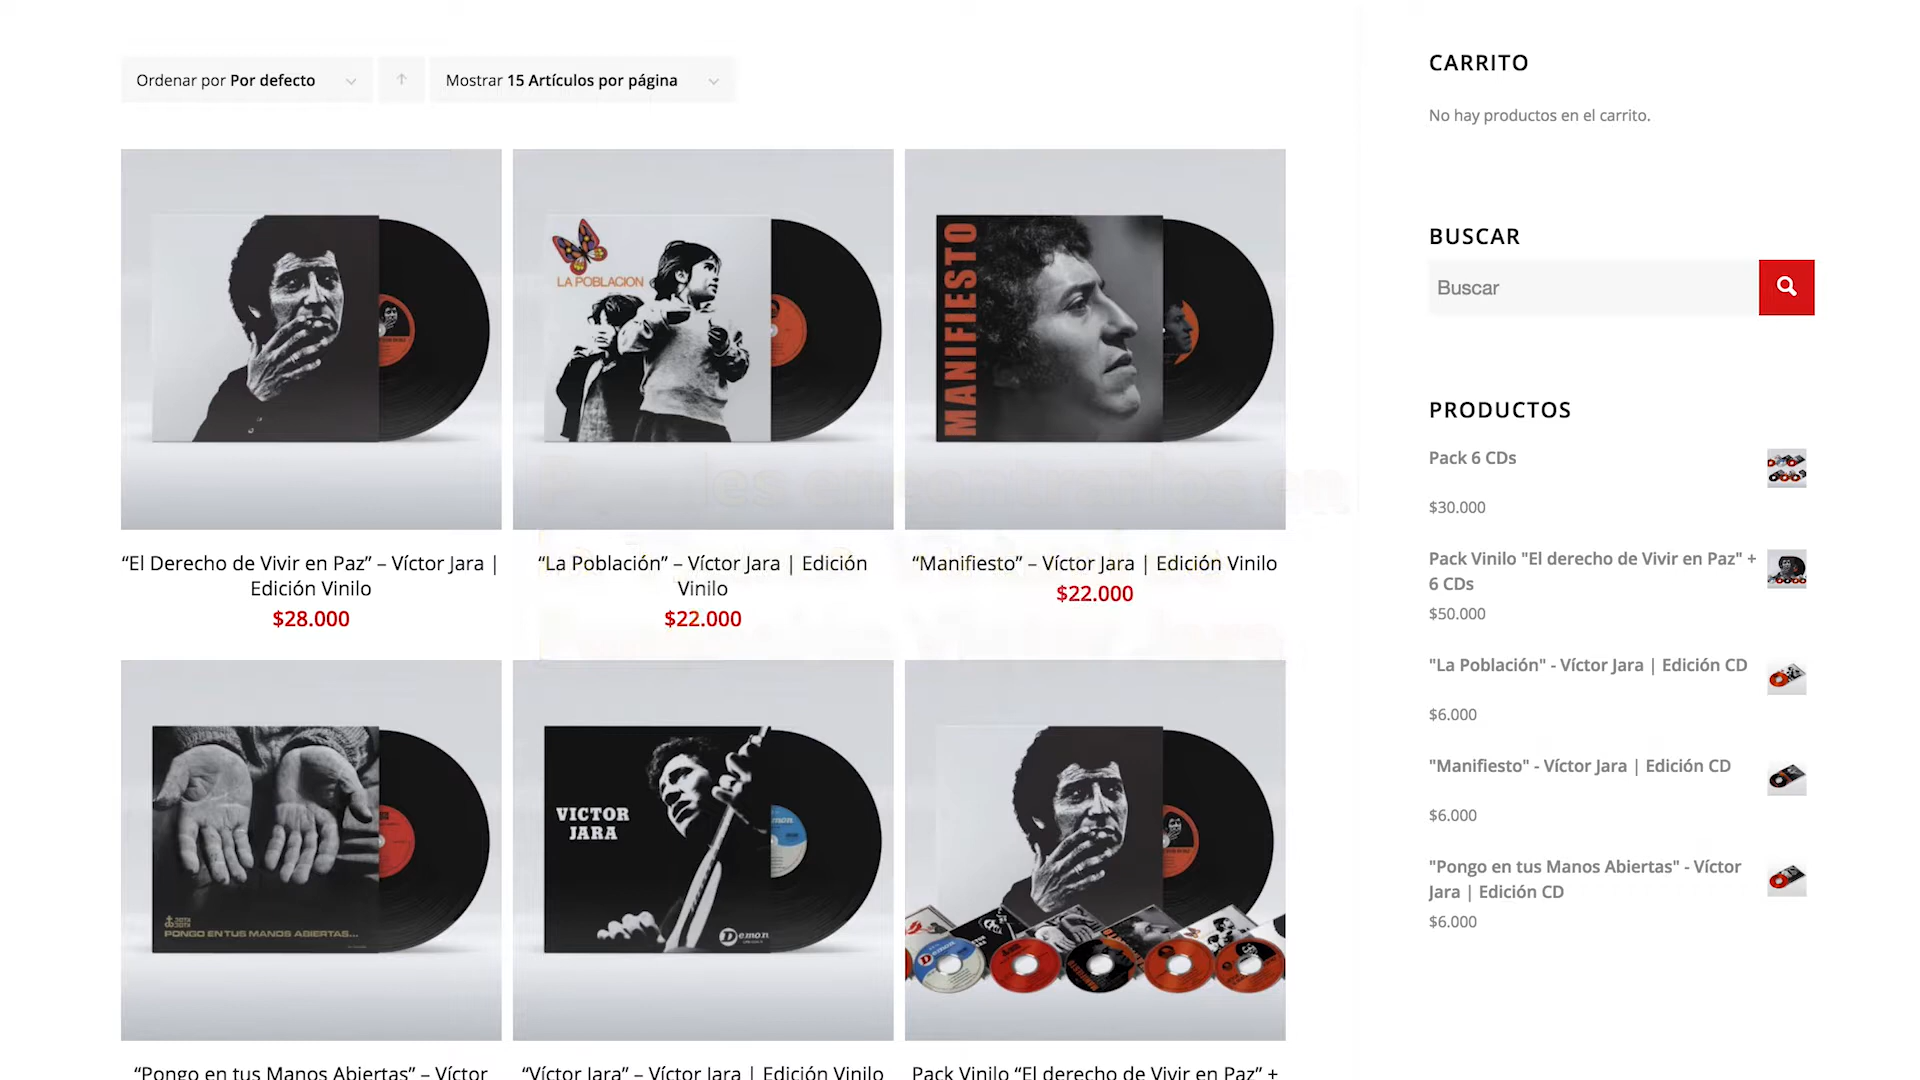 Ordenar por Por defecto
Mostrar 15 Artículos por página
LA POBLACION
MANIFIESTO
“El Derecho de Vivir en Paz” – Víctor Jara |
Edición Vinilo
$28.000
“La Población” – Víctor Jara | Edición
Vinilo
$22.000
“Manifiesto” – Víctor Jara | Edición Vinilo
$22.000
PONGO EN TUS MANOS ABIERTAS...
VICTOR
JARA
Demon
“Pongo en tus Manos Abiertas” – Víctor
“Víctor Jara” – Víctor Jara | Edición Vinilo
Pack Vinilo “El derecho de Vivir en Paz” +
CARRITO
No hay productos en el carrito.
BUSCAR
Buscar
PRODUCTOS
Pack 6 CDs
$30.000
Pack Vinilo "El derecho de Vivir en Paz" +
6 CDs
$50.000
"La Población" - Víctor Jara | Edición CD
$6.000
"Manifiesto" - Víctor Jara | Edición CD
$6.000
"Pongo en tus Manos Abiertas" - Víctor
Jara | Edición CD
$6.000